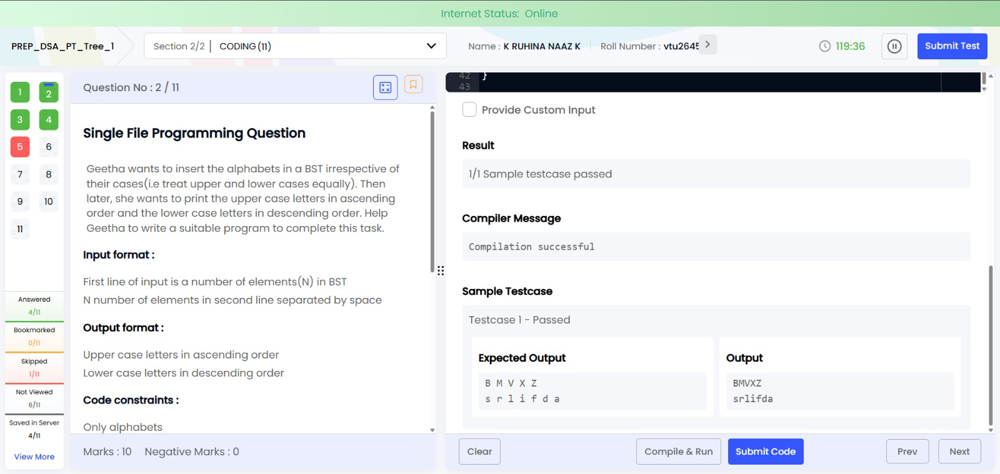 Internet Status: Online
PREP_DSA_PT_Tree_1
Section 2/2 | CODING (11)
Name : K RUHINA NAAZ K
Roll Number : vtu2645
119:36
Submit Test
1 2
3 4
5 6
7 8
9 10
11
Answered
4/11
Bookmarked
0/11
Skipped
1/11
Not Viewed
6/11
Saved in Server
4/11
View More
Question No : 2 / 11
Single File Programming Question
Geetha wants to insert the alphabets in a BST irrespective of
their cases(i.e treat upper and lower cases equally). Then
later, she wants to print the upper case letters in ascending
order and the lower case letters in descending order. Help
Geetha to write a suitable program to complete this task.
Input format :
First line of input is a number of elements(N) in BST
N number of elements in second line separated by space
Output format :
Upper case letters in ascending order
Lower case letters in descending order
Code constraints :
Only alphabets
Marks : 10 Negative Marks : 0
42 }
43
Provide Custom Input
Result
1/1 Sample testcase passed
Compiler Message
Compilation successful
Sample Testcase
Testcase 1 - Passed
Expected Output
B M V X Z
s r l i f d a
Output
BMVXZ
srlifda
Clear
Compile & Run
Submit Code
Prev
Next